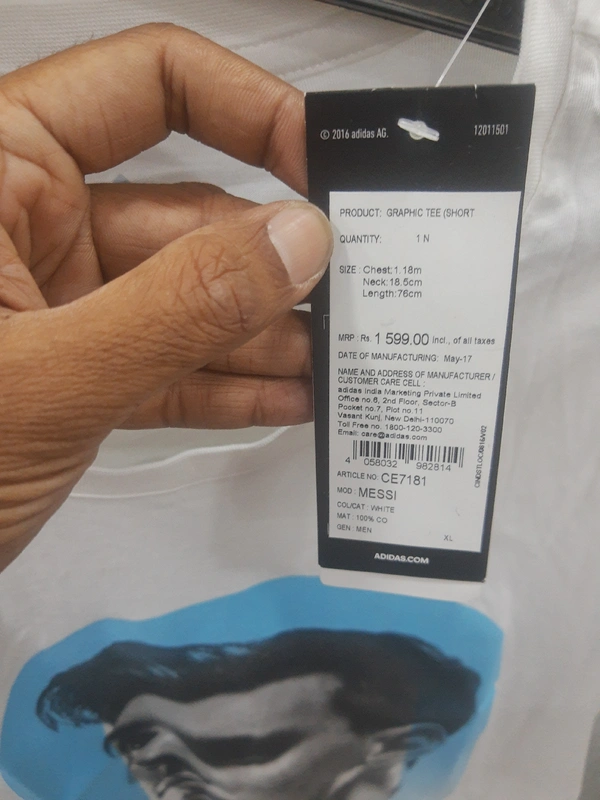 © 2016 adidas AG. 12011501
PRODUCT: GRAPHIC TEE (SHORT
QUANTITY: 1 N
SIZE : Chest:1.18m
Neck:18.5cm
Length:76cm
MRP : Rs. 1 599.00 incl., of all taxes
DATE OF MANUFACTURING: May-17
NAME AND ADDRESS OF MANUFACTURER /
CUSTOMER CARE CELL :
adidas India Marketing Private Limited
Office no.6, 2nd Floor, Sector-B
Pocket no.7, Plot no.11
Vasant Kunj, New Delhi-110070
Toll Free no. 1800-120-3300
Email: care@adidas.com
4 058032 982814
ARTICLE NO: CE7181
MOD : MESSI
COL/CAT : WHITE
MAT : 100% CO
GEN : MEN XL
ADIDAS.COM